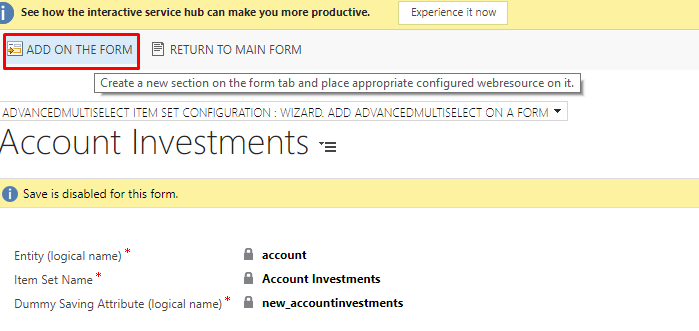 See how the interactive service hub can make you more productive. Experience it now
ADD ON THE FORM RETURN TO MAIN FORM
Create a new section on the form tab and place appropriate configured webresource on it.
ADVANCEDMULTISELECT ITEM SET CONFIGURATION : WIZARD. ADD ADVANCEDMULTISELECT ON A FORM
Account Investments
Save is disabled for this form.
Entity (logical name) * account
Item Set Name * Account Investments
Dummy Saving Attribute (logical name) * new_accountinvestments